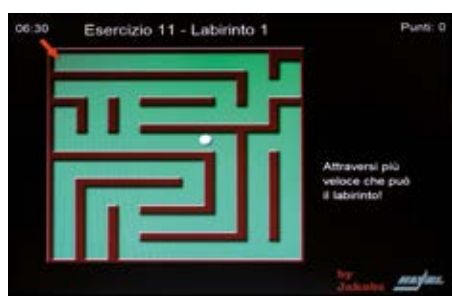 06:30
Esercizio 11 - Labirinto 1
Punti: 0
Attraversi più
veloce che può
il labirinto!
by
Jakobs